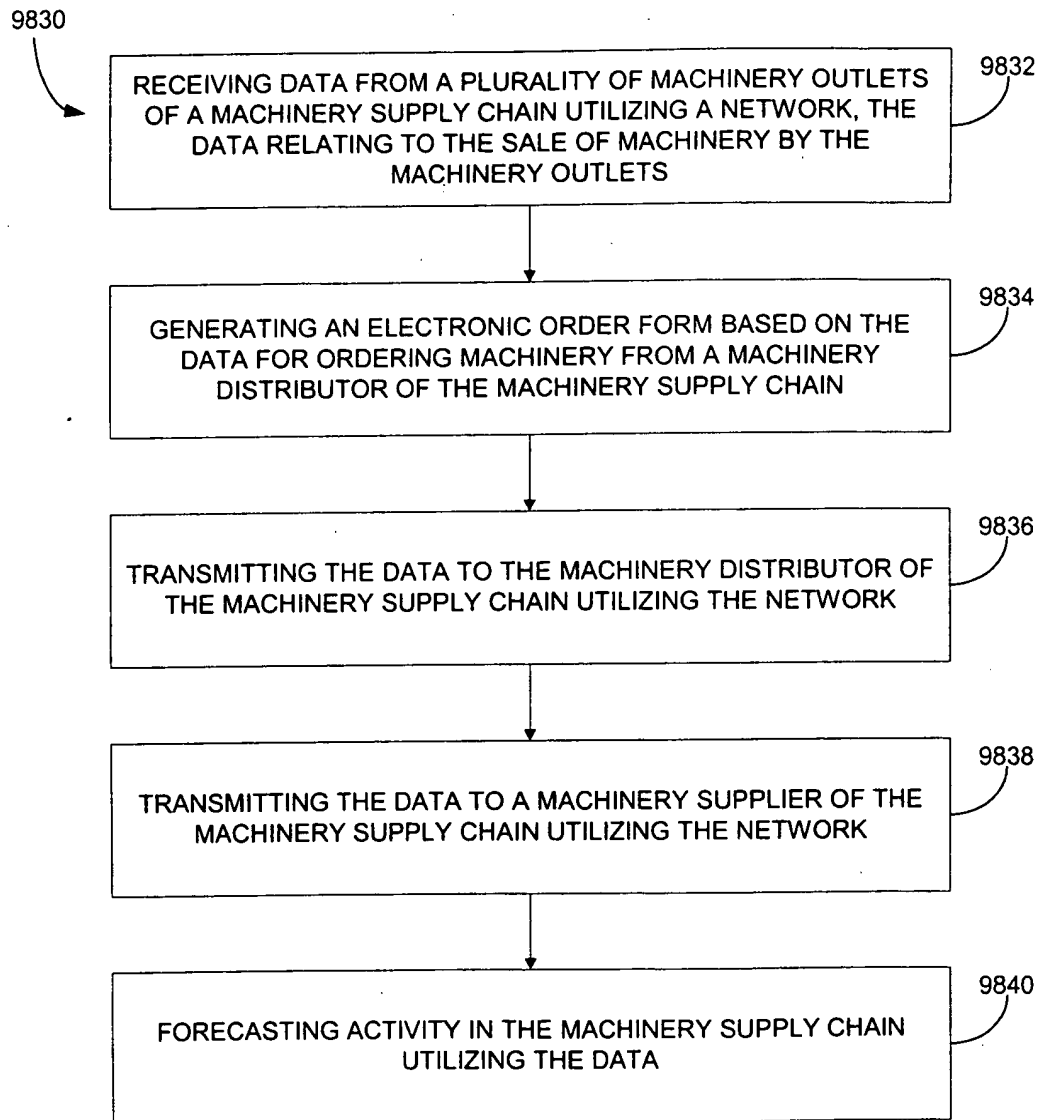 9830
RECEIVING DATA FROM A PLURALITY OF MACHINERY OUTLETS
OF A MACHINERY SUPPLY CHAIN UTILIZING A NETWORK, THE
DATA RELATING TO THE SALE OF MACHINERY BY THE
MACHINERY OUTLETS
9832
GENERATING AN ELECTRONIC ORDER FORM BASED ON THE
DATA FOR ORDERING MACHINERY FROM A MACHINERY
DISTRIBUTOR OF THE MACHINERY SUPPLY CHAIN
9834
TRANSMITTING THE DATA TO THE MACHINERY DISTRIBUTOR OF
THE MACHINERY SUPPLY CHAIN UTILIZING THE NETWORK
9836
TRANSMITTING THE DATA TO A MACHINERY SUPPLIER OF THE
MACHINERY SUPPLY CHAIN UTILIZING THE NETWORK
9838
FORECASTING ACTIVITY IN THE MACHINERY SUPPLY CHAIN
UTILIZING THE DATA
9840